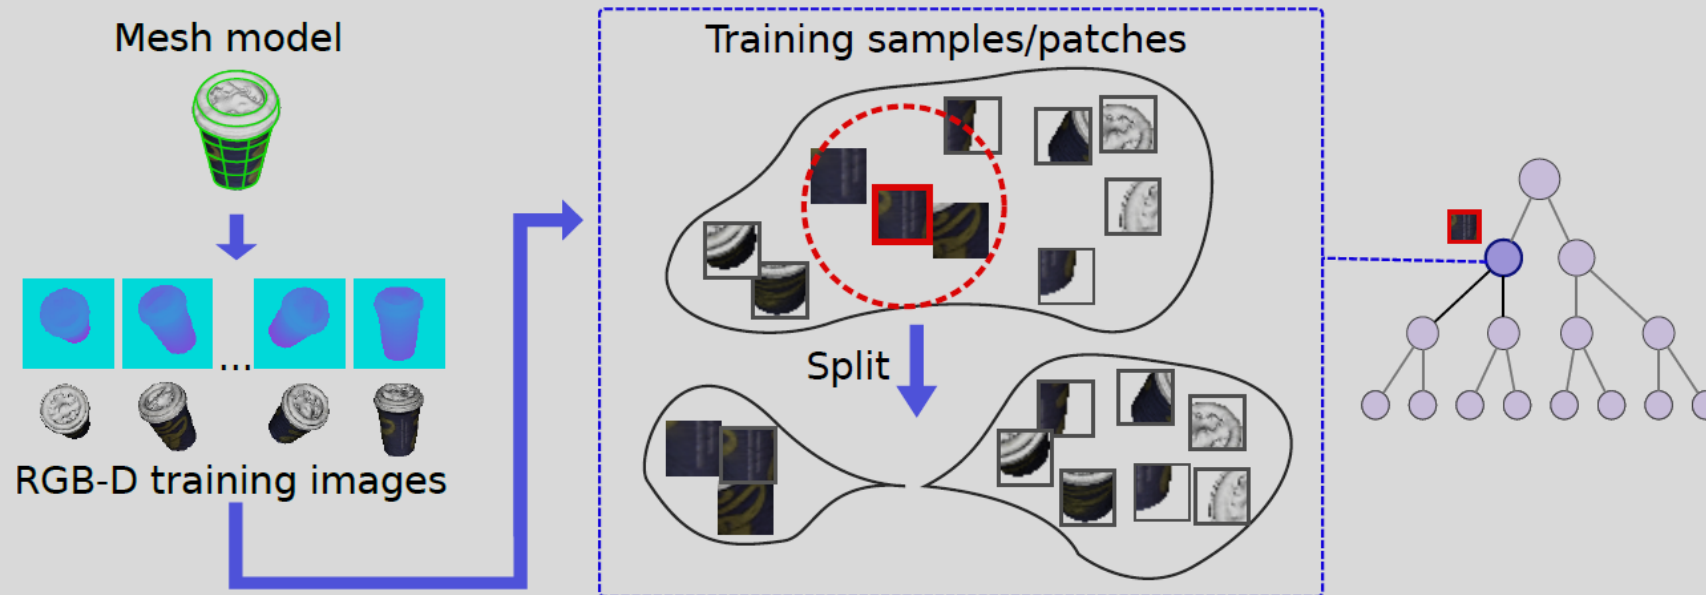 Mesh model
Training samples/patches
...
Split
RGB-D training images